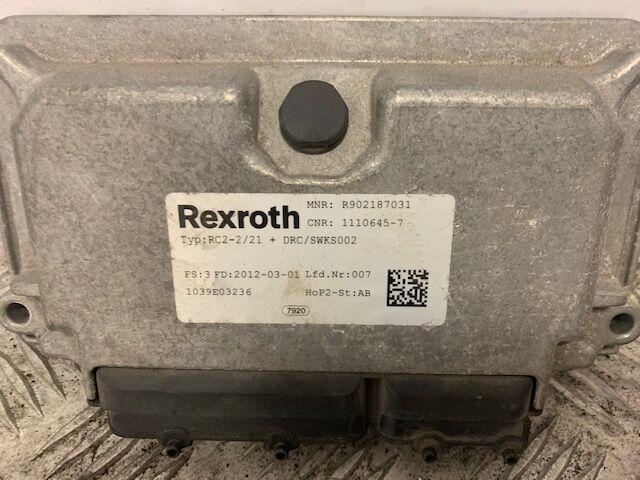 Rexroth
MNR: R902187031
CNR: 1110645-7
Typ:RC2-2/21 + DRC/SWKS002
FS:3 FD:2012-03-01 Lfd.Nr:007
1039E03236 HoF2-St:AB
7920